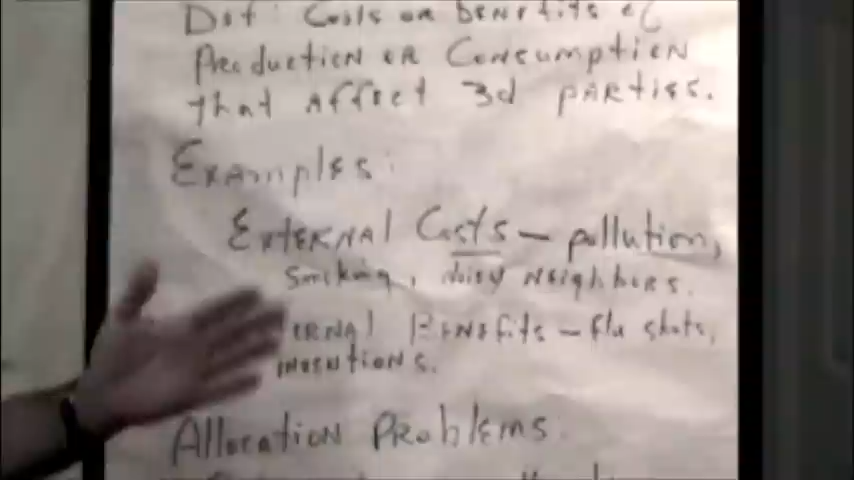 Def: Costs or benefits of
Production or Consumption
that affect 3d parties.
Examples:
External Costs - pollution,
smoking, noisy neighbors.
ernal Benefits - flu shots,
inventions.
Allocation Problems: